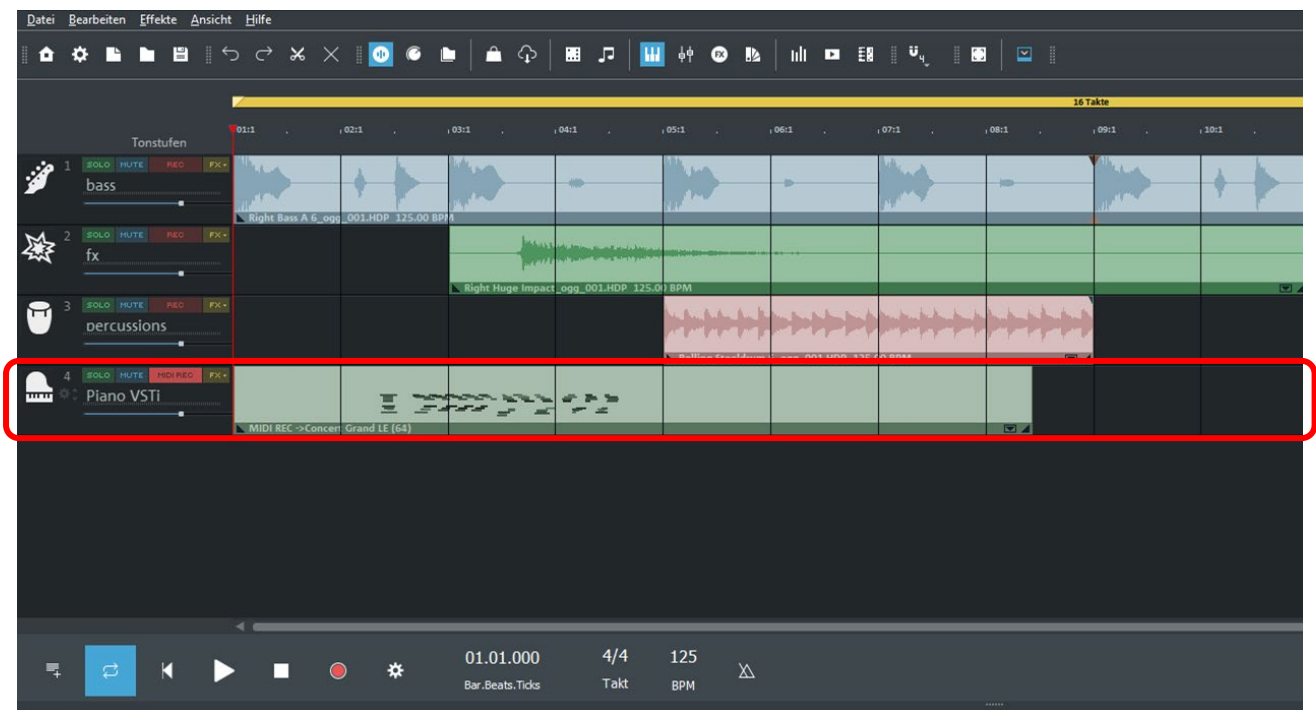 Datei Bearbeiten Effekte Ansicht Hilfe
FX
16 Takte
01:1 02:1 03:1 04:1 05:1 06:1 07:1 08:1 09:1 10:1
Tonstufen
1 SOLO MUTE REC FX
bass
Right Bass A 6_ogg_001.HDP 125.00 BPM
2 SOLO MUTE REC FX
fx
Right Huge Impact_ogg_001.HDP 125.00 BPM
3 SOLO MUTE REC FX
percussions
4 SOLO MUTE MIDI REC FX
Piano VSTi
MIDI REC ->Concert Grand LE (64)
01.01.000 4/4 125
Bar.Beats.Ticks Takt BPM